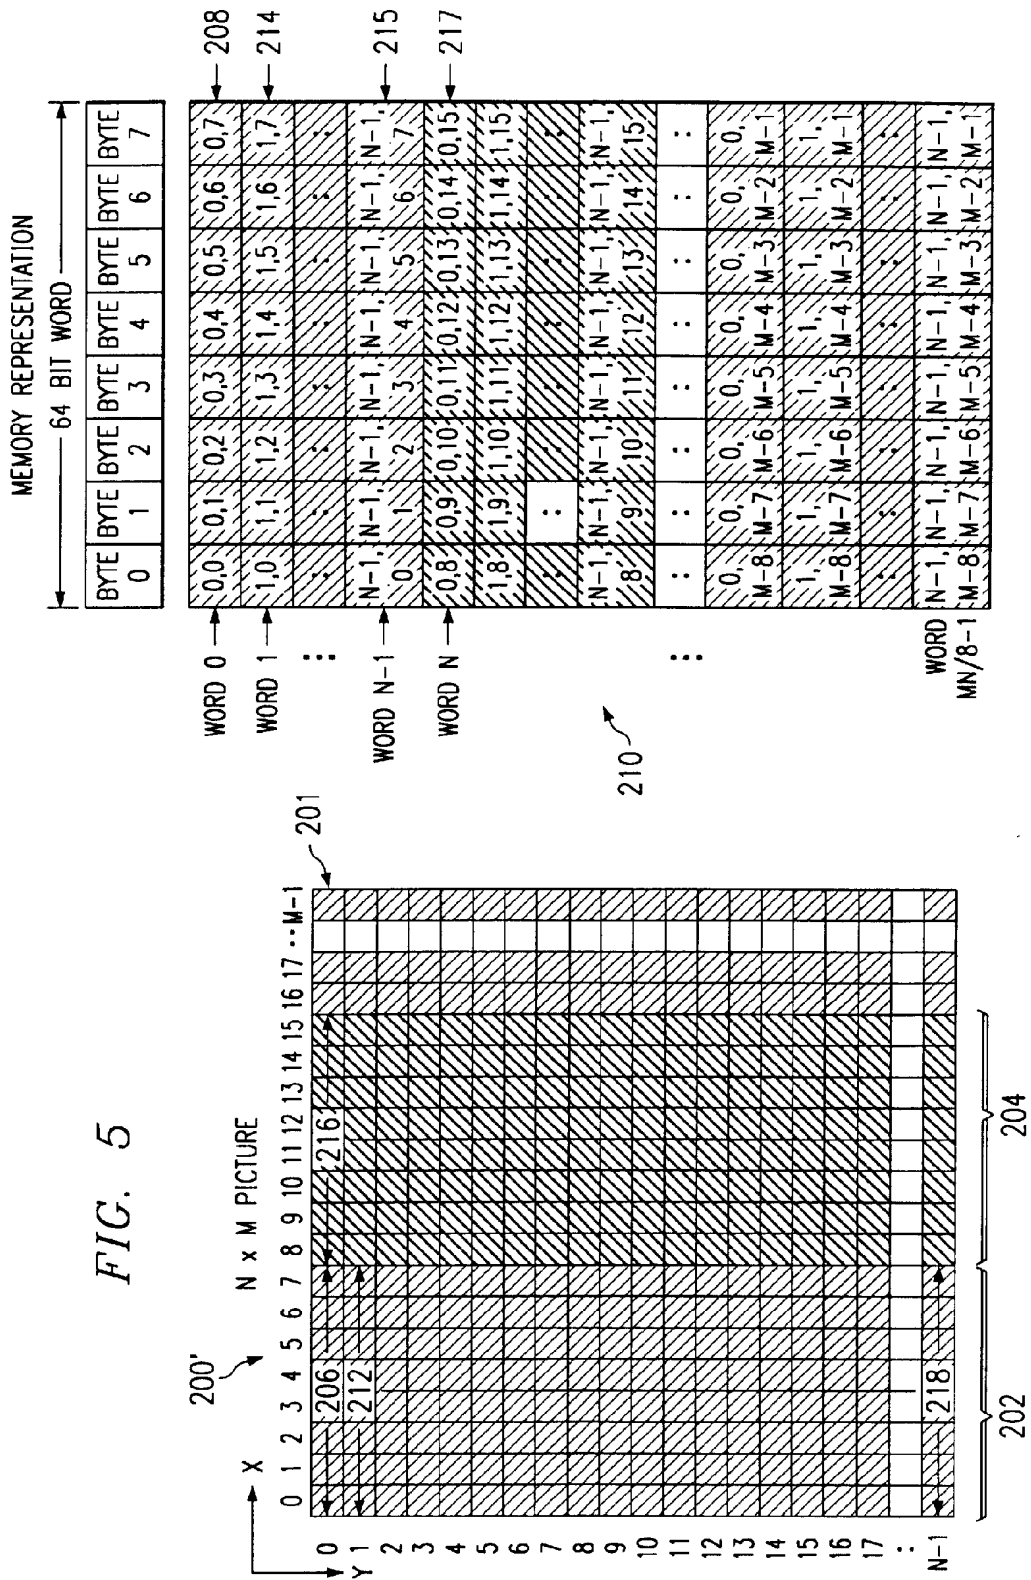 FIG. 5
200'
N x M PICTURE
X
Y
0 1 2 3 4 5 6 7 8 9 10 11 12 13 14 15 16 17 ·· M-1
201
0
1
2
3
4
5
6
7
8
9
10
11
12
13
14
15
16
17
:
N-1
206
216
212
218
202
204
MEMORY REPRESENTATION
64 BIT WORD
BYTE 0 BYTE 1 BYTE 2 BYTE 3 BYTE 4 BYTE 5 BYTE 6 BYTE 7
WORD 0 0,0 0,1 0,2 0,3 0,4 0,5 0,6 0,7 208
WORD 1 1,0 1,1 1,2 1,3 1,4 1,5 1,6 1,7 214
: : : : : : : : :
WORD N-1 N-1,0 N-1,1 N-1,2 N-1,3 N-1,4 N-1,5 N-1,6 N-1,7 215
WORD N 0,8 0,9 0,10 0,11 0,12 0,13 0,14 0,15 217
1,8 1,9 1,10 1,11 1,12 1,13 1,14 1,15
: : : : : : : :
N-1,8 N-1,9 N-1,10 N-1,11 N-1,12 N-1,13 N-1,14 N-1,15
: : : : : : : : :
0,M-8 0,M-7 0,M-6 0,M-5 0,M-4 0,M-3 0,M-2 0,M-1
1,M-8 1,M-7 1,M-6 1,M-5 1,M-4 1,M-3 1,M-2 1,M-1
: : : : : : : :
WORD MN/8-1 N-1,M-8 N-1,M-7 N-1,M-6 N-1,M-5 N-1,M-4 N-1,M-3 N-1,M-2 N-1,M-1
210